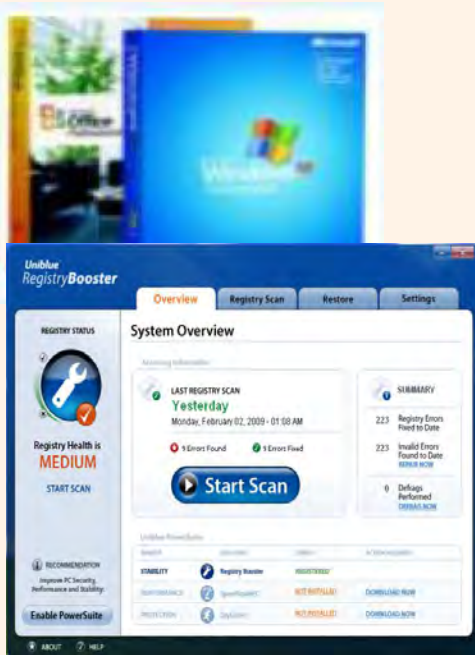 Office
Microsoft
Windows xp
Uniblue
RegistryBooster
Overview
Registry Scan
Restore
Settings
REGISTRY STATUS
Registry Health is
MEDIUM
START SCAN
RECOMMENDATION
Improve PC Security,
Performance and Stability:
Enable PowerSuite
ABOUT
HELP
System Overview
LAST REGISTRY SCAN
Yesterday
Monday, February 02, 2009 - 01:08 AM
9 Errors Found
9 Errors Fixed
Start Scan
SUMMARY
223 Registry Errors
Fixed to Date
223 Invalid Errors
Found to Date
REPAIR NOW
0 Defrags
Performed
DEFRAG NOW
Uniblue PowerSuite
STABILITY Registry Booster REGISTERED
PERFORMANCE NOT INSTALLED DOWNLOAD NOW
PROTECTION NOT INSTALLED DOWNLOAD NOW